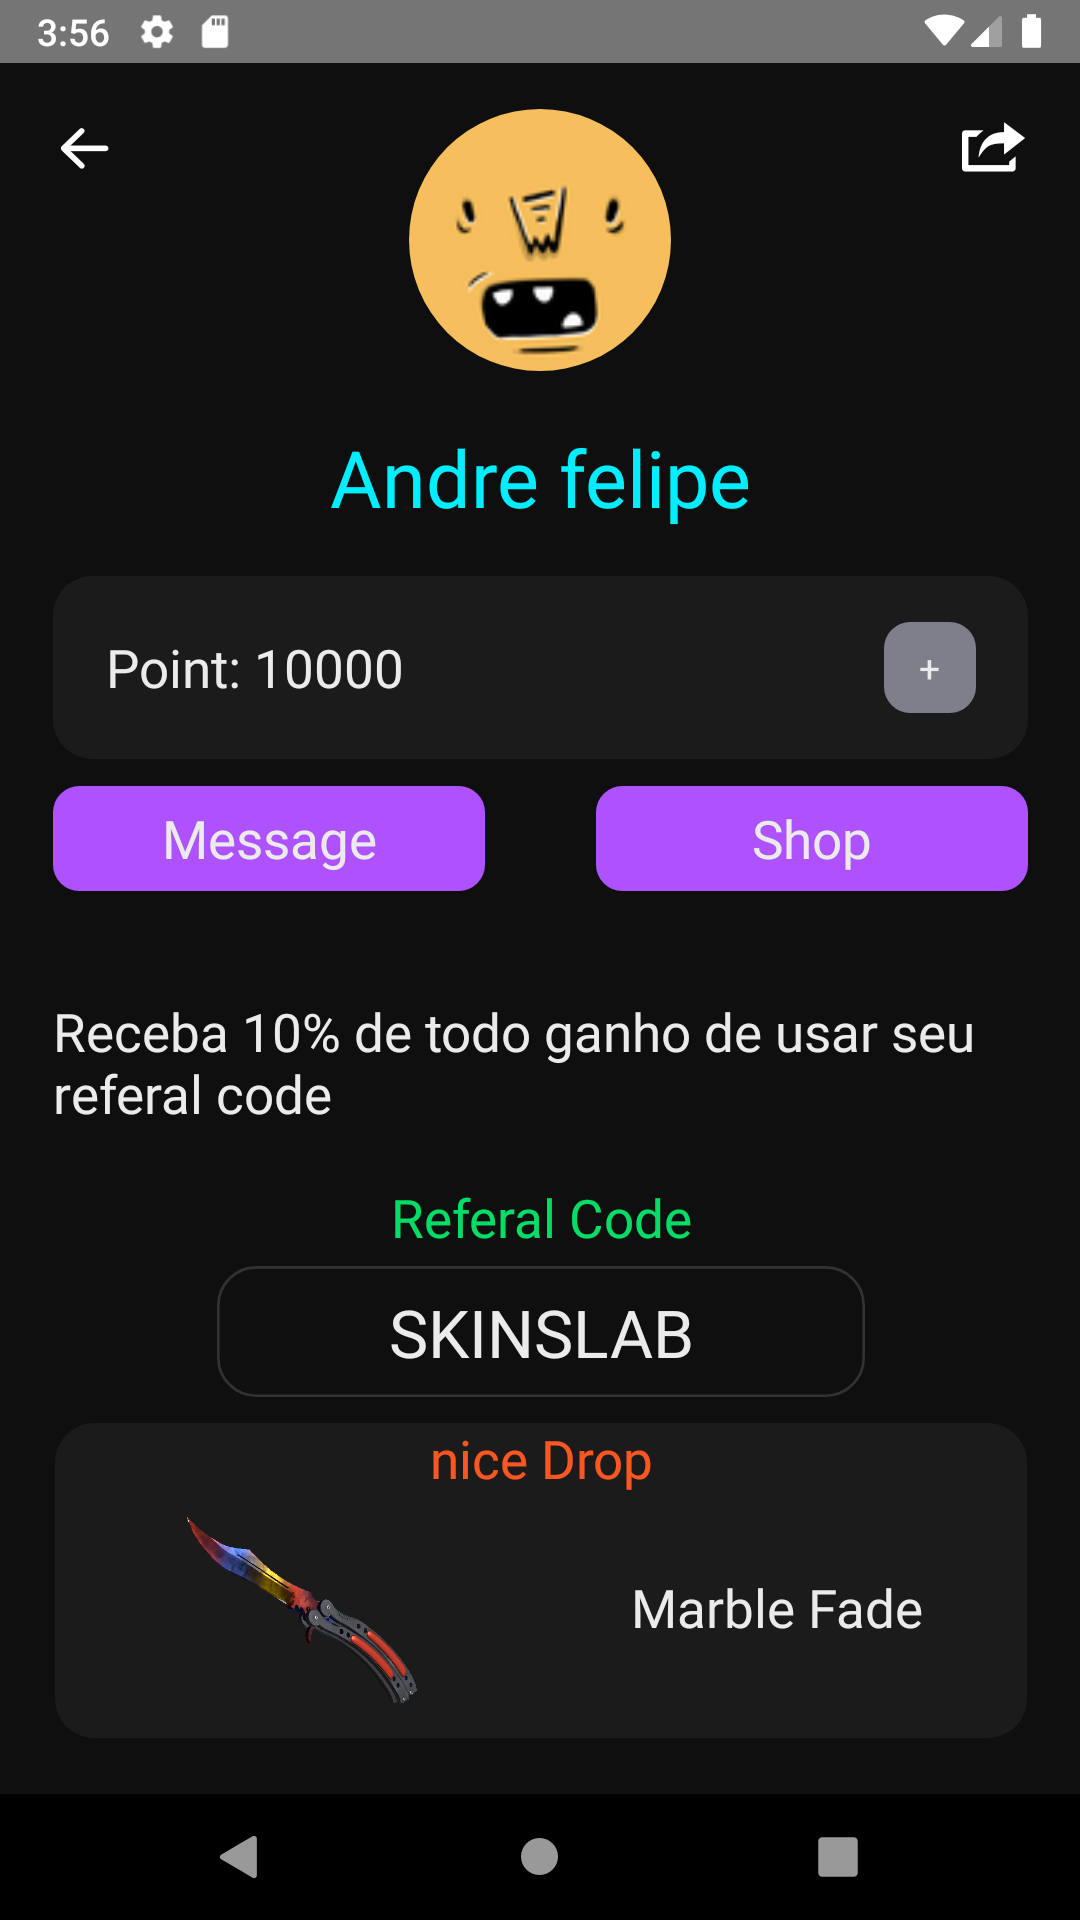 3:56
Andre felipe
Point: 10000
+
Message
Shop
Receba 10% de todo ganho de usar seu
referal code
Referal Code
SKINSLAB
nice Drop
Marble Fade